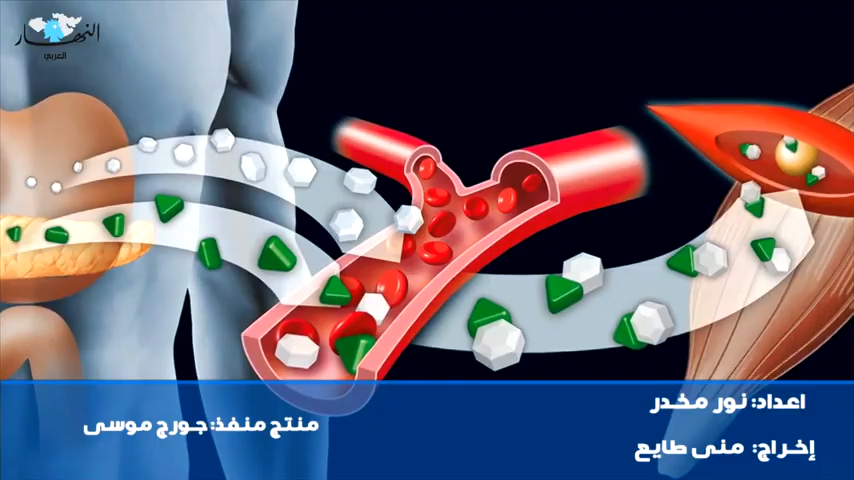 النهار
العربي
اعداد: نور مخدر
منتج منفذ: جورج موسى
إخراج: منى طايع